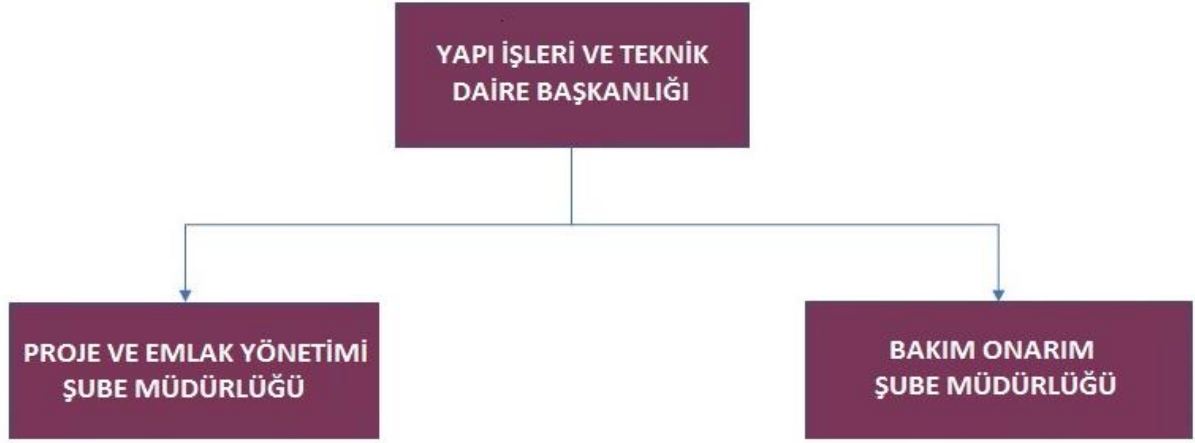 YAPI İŞLERİ VE TEKNİK
DAİRE BAŞKANLIĞI
PROJE VE EMLAK YÖNETİMİ
ŞUBE MÜDÜRLÜĞÜ
BAKIM ONARIM
ŞUBE MÜDÜRLÜĞÜ